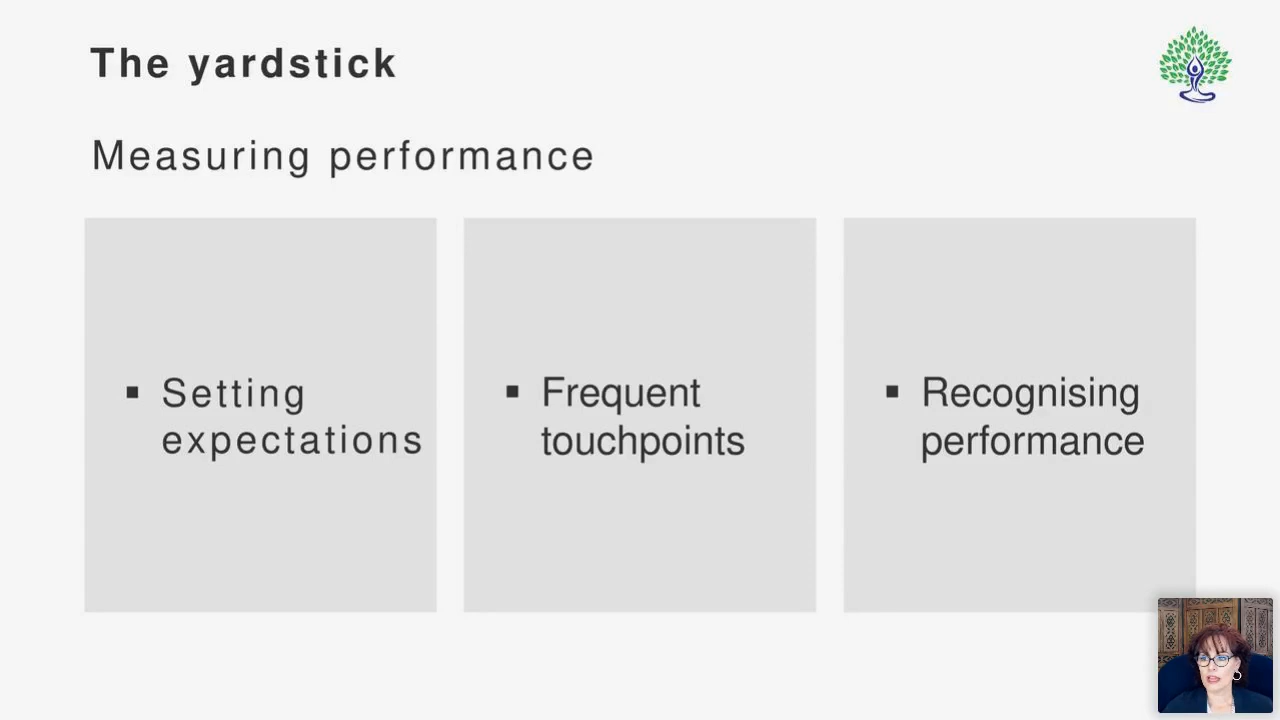 The yardstick
Measuring performance
▪ Setting
expectations
▪ Frequent
touchpoints
▪ Recognising
performance